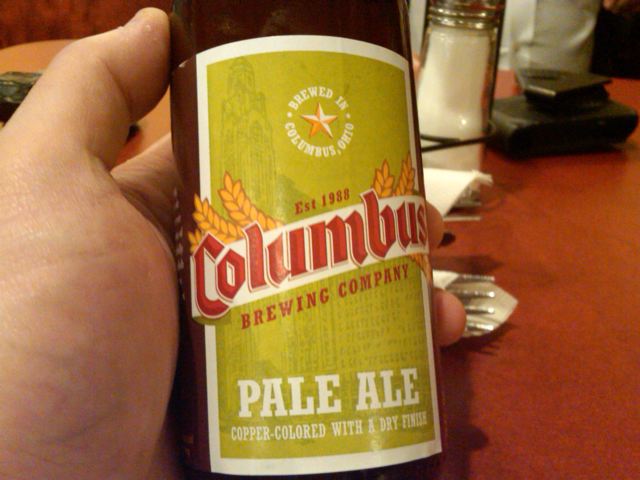 BREWED IN
COLUMBUS, OHIO
Est 1988
Columbus
BREWING COMPANY
PALE ALE
COPPER-COLORED WITH A DRY FINISH